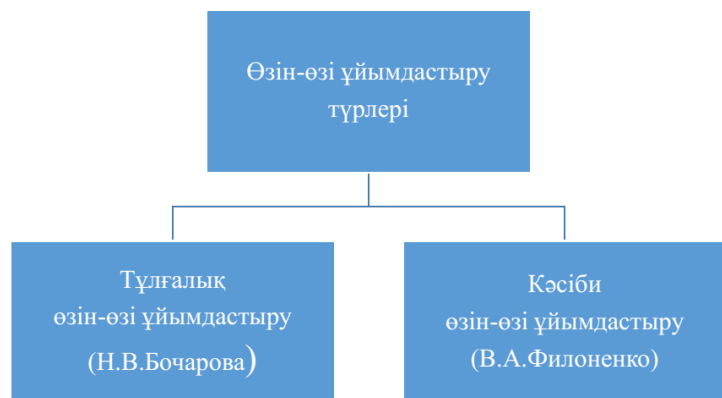 Өзін-өзі ұйымдастыру
түрлері
Тұлғалық
өзін-өзі ұйымдастыру
(Н.В.Бочарова)
Кәсіби
өзін-өзі ұйымдастыру
(В.А.Филоненко)